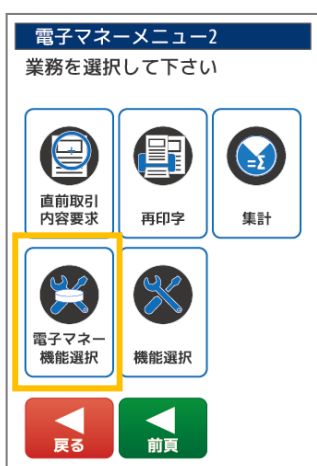 電子マネーメニュー2
業務を選択して下さい
直前取引
内容要求
再印字
=Σ
集計
電子マネー
機能選択
機能選択
戻る
前頁